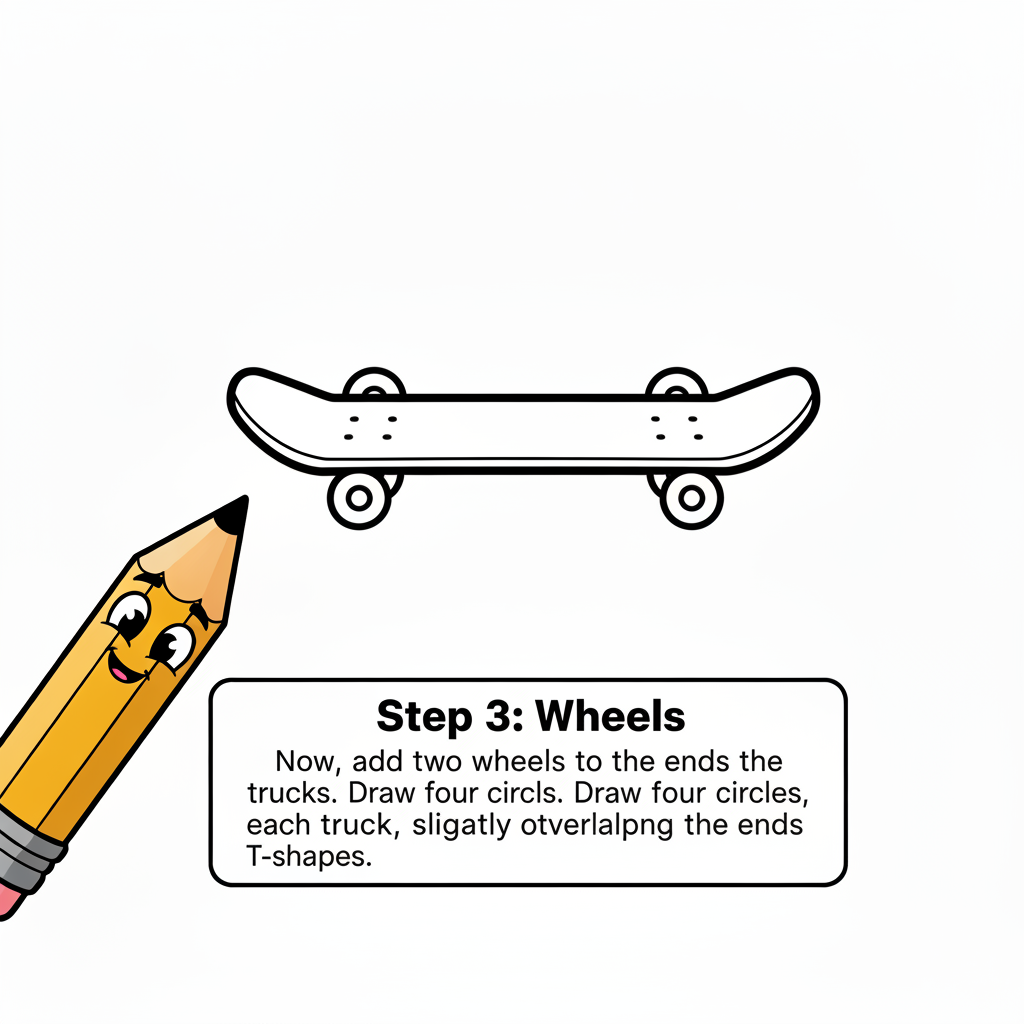 Step 3: Wheels
Now, add two wheels to the ends the
trucks. Draw four circls. Draw four circles,
each truck, sligatly otverlalpng the ends
T-shapes.